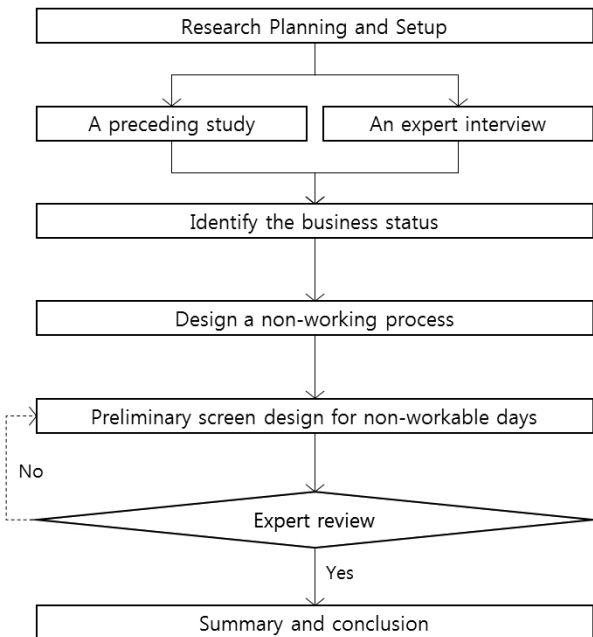 Research Planning and Setup
A preceding study
An expert interview
Identify the business status
Design a non-working process
Preliminary screen design for non-workable days
No
Expert review
Yes
Summary and conclusion